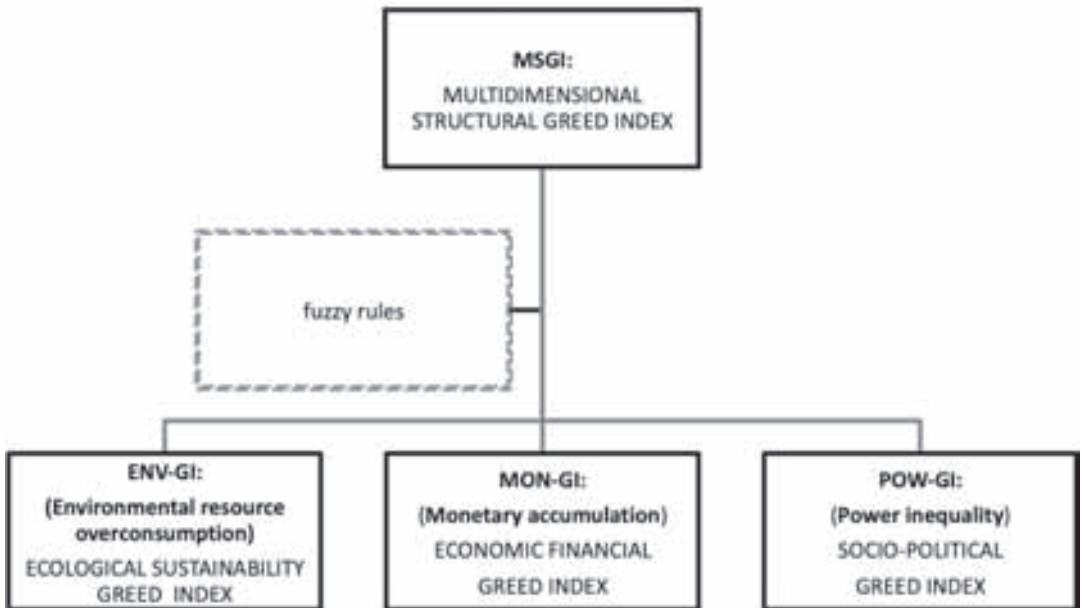 MSGI:
MULTIDIMENSIONAL
STRUCTURAL GREED INDEX
fuzzy rules
ENV-GI:
(Environmental resource
overconsumption)
ECOLOGICAL SUSTAINABILITY
GREED INDEX
MON-GI:
(Monetary accumulation)
ECONOMIC FINANCIAL
GREED INDEX
POW-GI:
(Power inequality)
SOCIO-POLITICAL
GREED INDEX